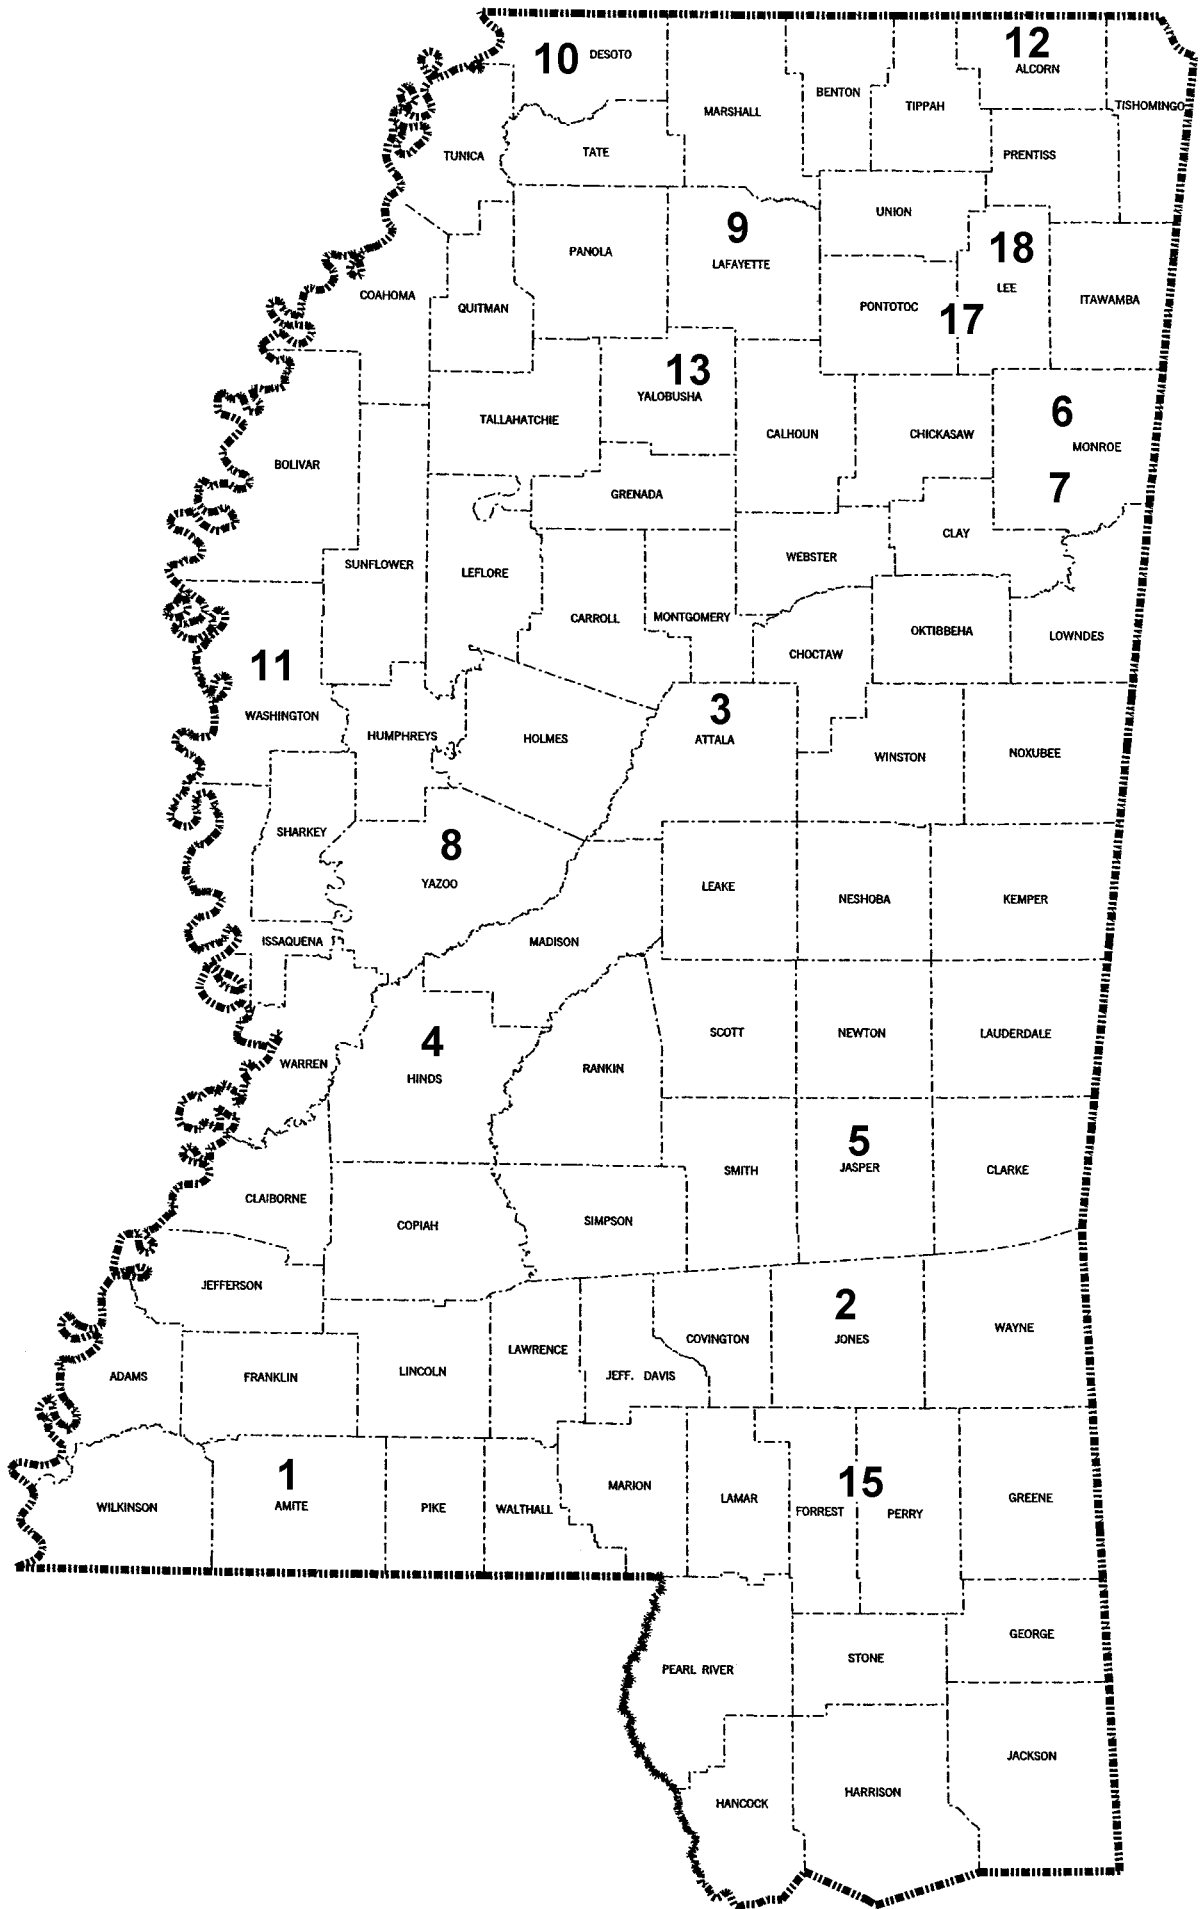 10 DESOTO
12
ALCORN
MARSHALL
BENTON
TIPPAH
TISHOMINGO
TUNICA
TATE
PRENTISS
UNION
9
LAFAYETTE
PANOLA
18
LEE
COAHOMA
QUITMAN
PONTOTOC
17
ITAWAMBA
13
YALOBUSHA
TALLAHATCHIE
CALHOUN
CHICKASAW
6
MONROE
7
BOLIVAR
GRENADA
CLAY
SUNFLOWER
LEFLORE
WEBSTER
CARROLL
MONTGOMERY
OKTIBBEHA
LOWNDES
CHOCTAW
11
WASHINGTON
3
ATTALA
HUMPHREYS
HOLMES
WINSTON
NOXUBEE
SHARKEY
8
YAZOO
LEAKE
NESHOBA
KEMPER
ISSAQUENA
MADISON
SCOTT
NEWTON
LAUDERDALE
4
HINDS
WARREN
RANKIN
5
JASPER
SMITH
CLARKE
CLAIBORNE
COPIAH
SIMPSON
JEFFERSON
2
JONES
WAYNE
COVINGTON
LAWRENCE
ADAMS
FRANKLIN
LINCOLN
JEFF. DAVIS
1
AMITE
WILKINSON
PIKE
WALTHALL
MARION
LAMAR
15
FORREST
PERRY
GREENE
GEORGE
STONE
PEARL RIVER
JACKSON
HARRISON
HANCOCK